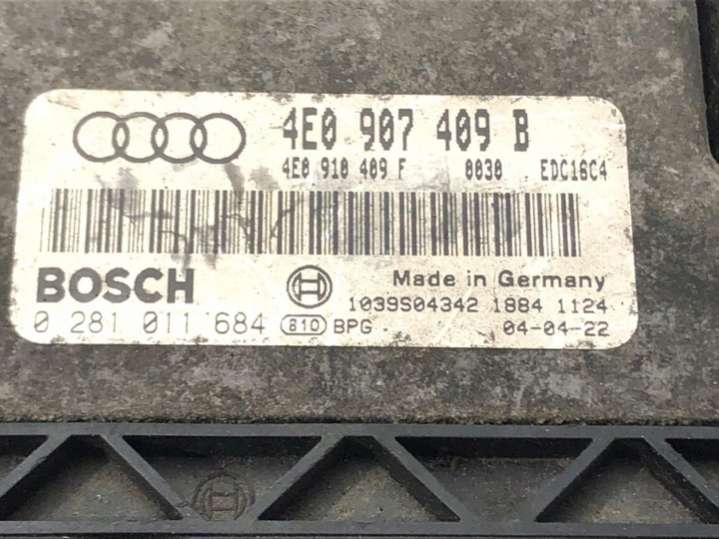 4E0 907 409 B
4E0 910 409 F 0030 EDC16C4
BOSCH
Made in Germany
1039S04342 1884 1124
0 281 011 684 810 BPG 04-04-22